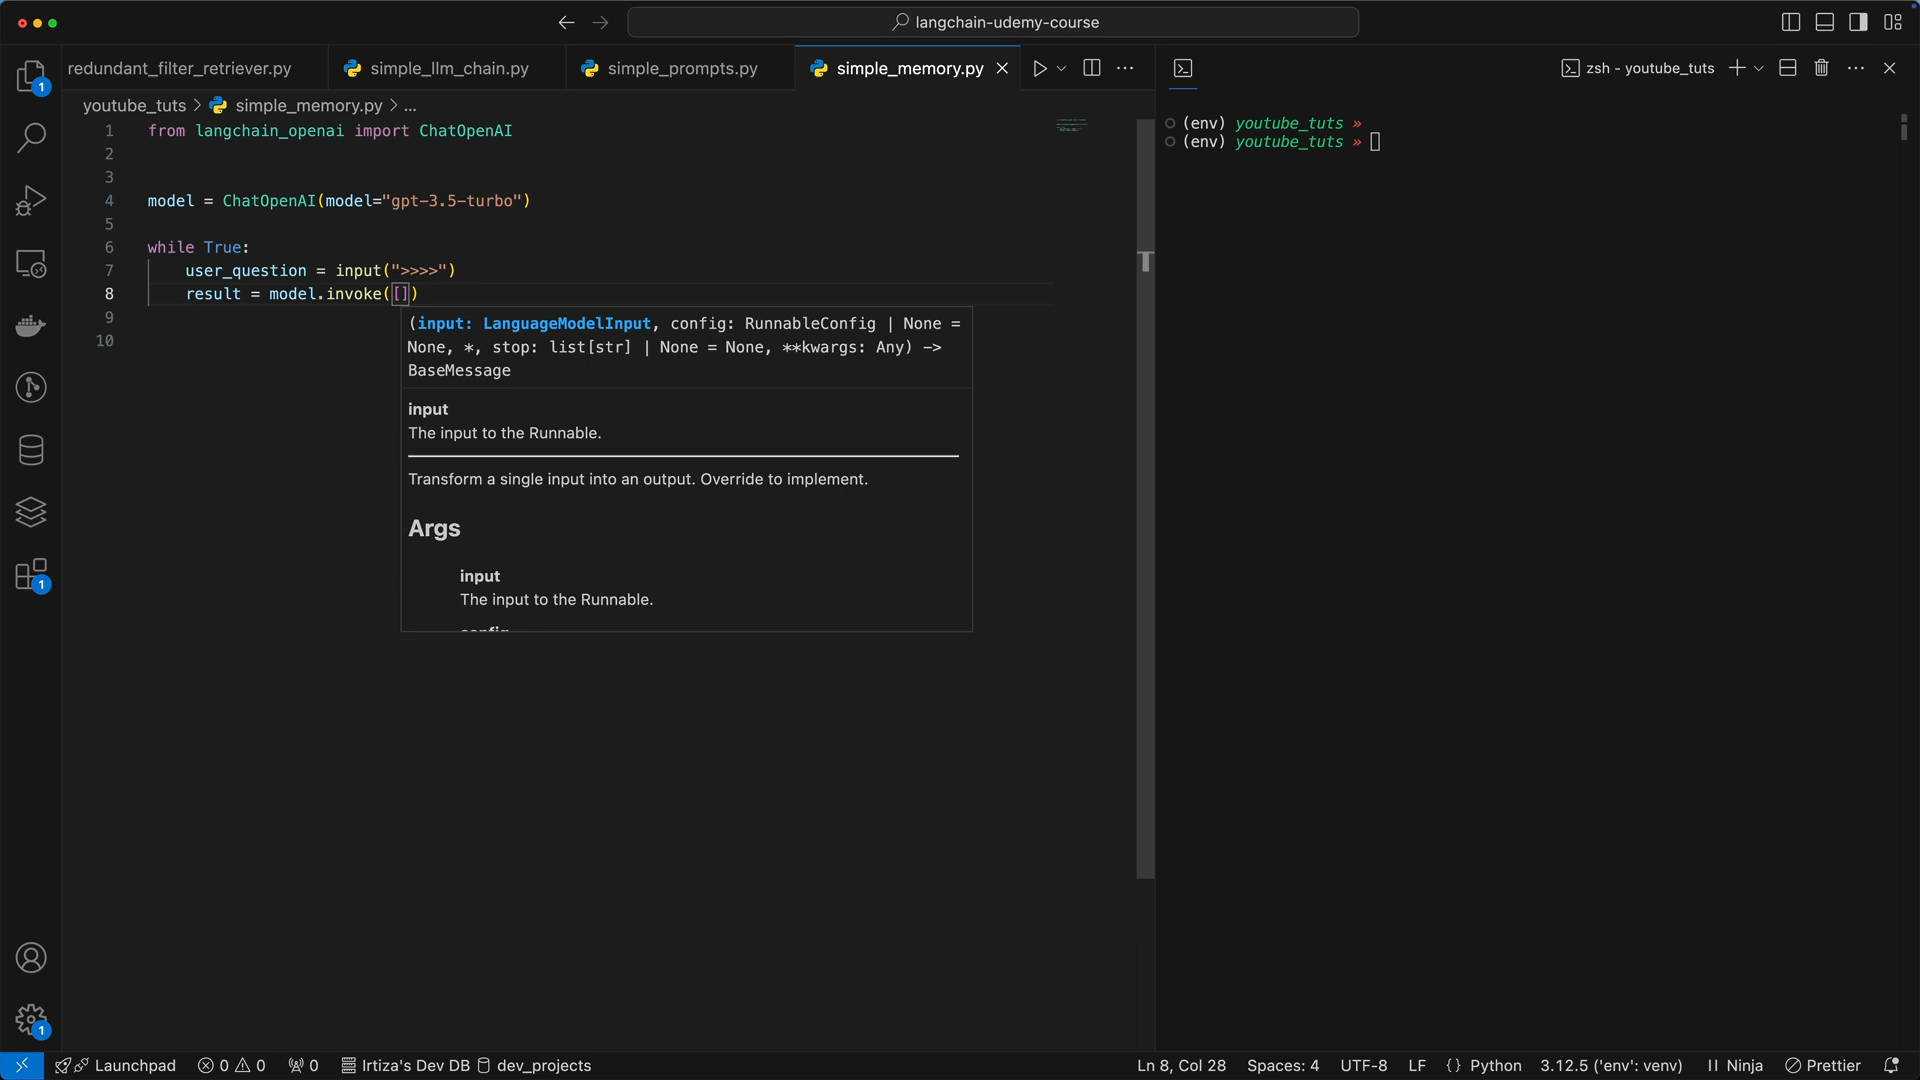 langchain-udemy-course
redundant_filter_retriever.py
simple_llm_chain.py
simple_prompts.py
simple_memory.py
zsh - youtube_tuts
youtube_tuts > simple_memory.py > ...
1 from langchain_openai import ChatOpenAI
2
3
4 model = ChatOpenAI(model="gpt-3.5-turbo")
5
6 while True:
7 user_question = input(">>>>")
8 result = model.invoke([])
9
10
(input: LanguageModelInput, config: RunnableConfig | None =
None, *, stop: list[str] | None = None, **kwargs: Any) ->
BaseMessage
input
The input to the Runnable.
Transform a single input into an output. Override to implement.
Args
input
The input to the Runnable.
config
(env) youtube_tuts »
(env) youtube_tuts »
1
1
1
Launchpad 0 0 0 Irtiza's Dev DB dev_projects
Ln 8, Col 28 Spaces: 4 UTF-8 LF {} Python 3.12.5 ('env': venv) Ninja Prettier